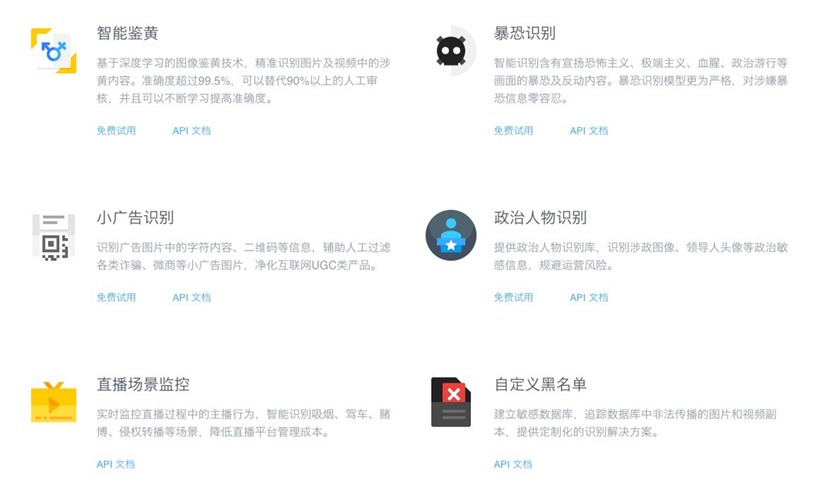 智能鉴黄
基于深度学习的图像鉴黄技术，精准识别图片及视频中的涉
黄内容。准确度超过99.5%，可以替代90%以上的人工审
核，并且可以不断学习提高准确度。
免费试用 API 文档
暴恐识别
智能识别含有宣扬恐怖主义、极端主义、血腥、政治游行等
画面的暴恐及反动内容。暴恐识别模型更为严格，对涉嫌暴
恐信息零容忍。
免费试用 API 文档
小广告识别
识别广告图片中的字符内容、二维码等信息，辅助人工过滤
各类诈骗、微商等小广告图片，净化互联网UGC类产品。
免费试用 API 文档
政治人物识别
提供政治人物识别库，识别涉政图像、领导人头像等政治敏
感信息，规避运营风险。
免费试用 API 文档
直播场景监控
实时监控直播过程中的主播行为，智能识别吸烟、驾车、赌
博、侵权转播等场景，降低直播平台管理成本。
API 文档
自定义黑名单
建立敏感数据库，追踪数据库中非法传播的图片和视频副
本，提供定制化的识别解决方案。
API 文档